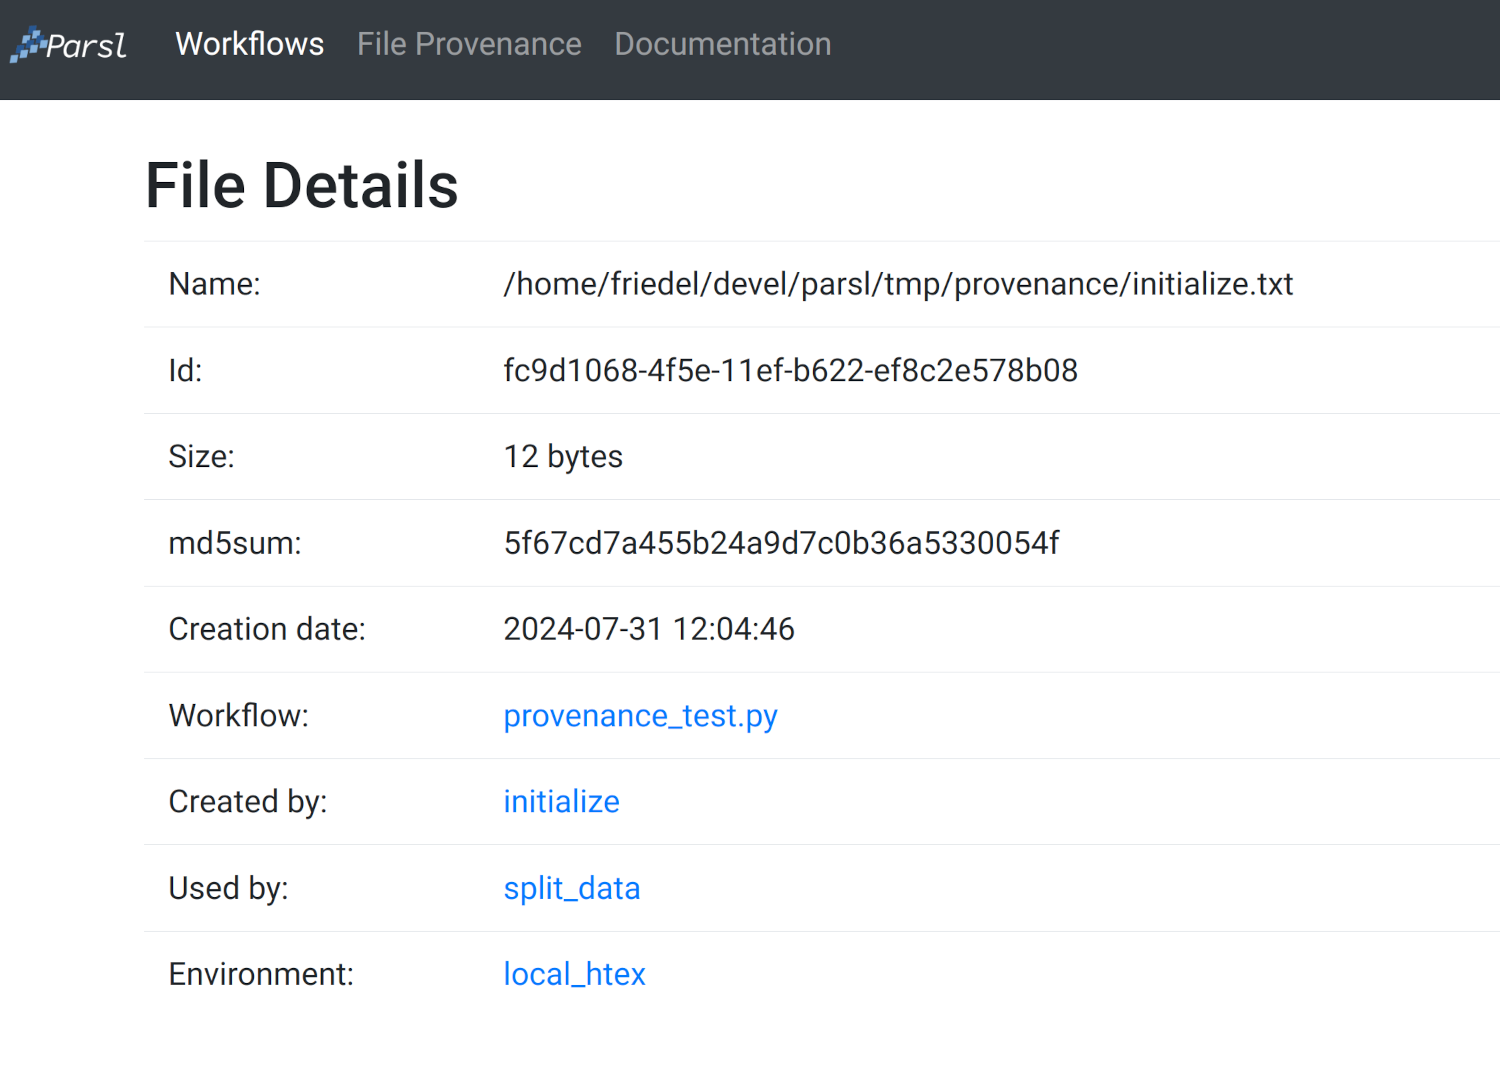 Parsl Workflows File Provenance Documentation
File Details
Name: /home/friedel/devel/parsl/tmp/provenance/initialize.txt
Id: fc9d1068-4f5e-11ef-b622-ef8c2e578b08
Size: 12 bytes
md5sum: 5f67cd7a455b24a9d7c0b36a5330054f
Creation date: 2024-07-31 12:04:46
Workflow: provenance_test.py
Created by: initialize
Used by: split_data
Environment: local_htex